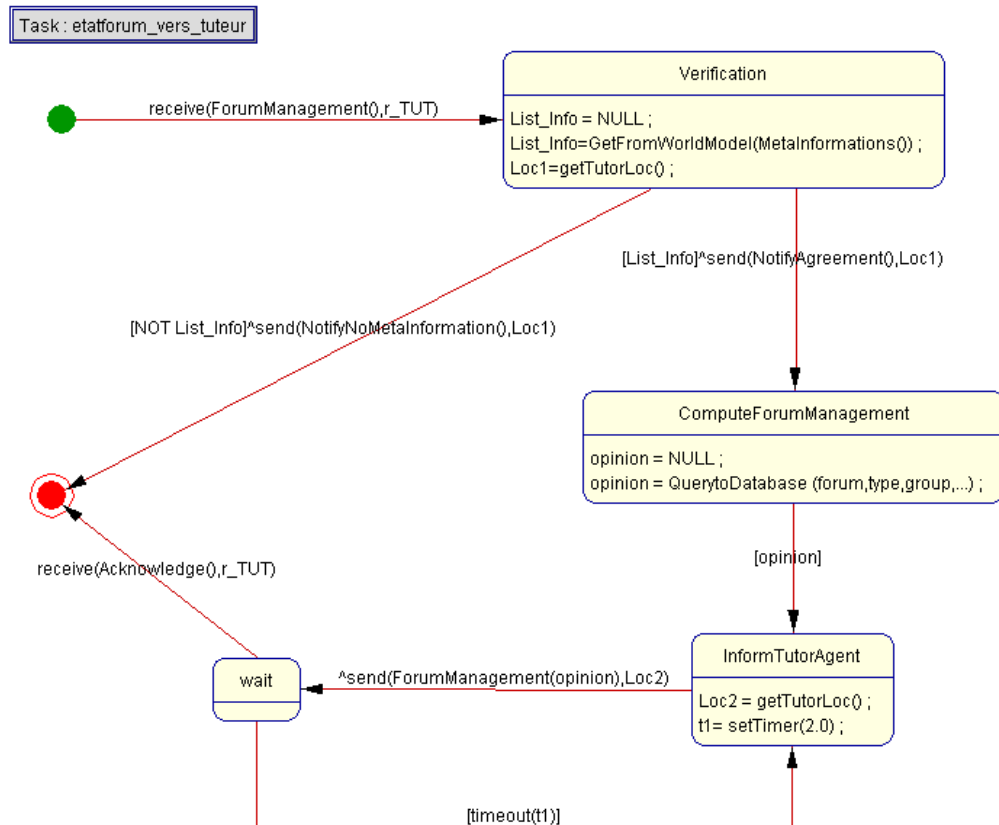 Task : etatforum_vers_tuteur
Verification
receive(ForumManagement(),r_TUT)
List_Info = NULL ;
List_Info=GetFromWorldModel(MetaInformations()) ;
Loc1=getTutorLoc() ;
[List_Info]^send(NotifyAgreement(),Loc1)
[NOT List_Info]^send(NotifyNoMetaInformation(),Loc1)
ComputeForumManagement
opinion = NULL ;
opinion = QuerytoDatabase (forum,type,group,...) ;
[opinion]
receive(Acknowledge(),r_TUT)
InformTutorAgent
wait
^send(ForumManagement(opinion),Loc2)
Loc2 = getTutorLoc() ;
t1= setTimer(2.0) ;
[timeout(t1)]